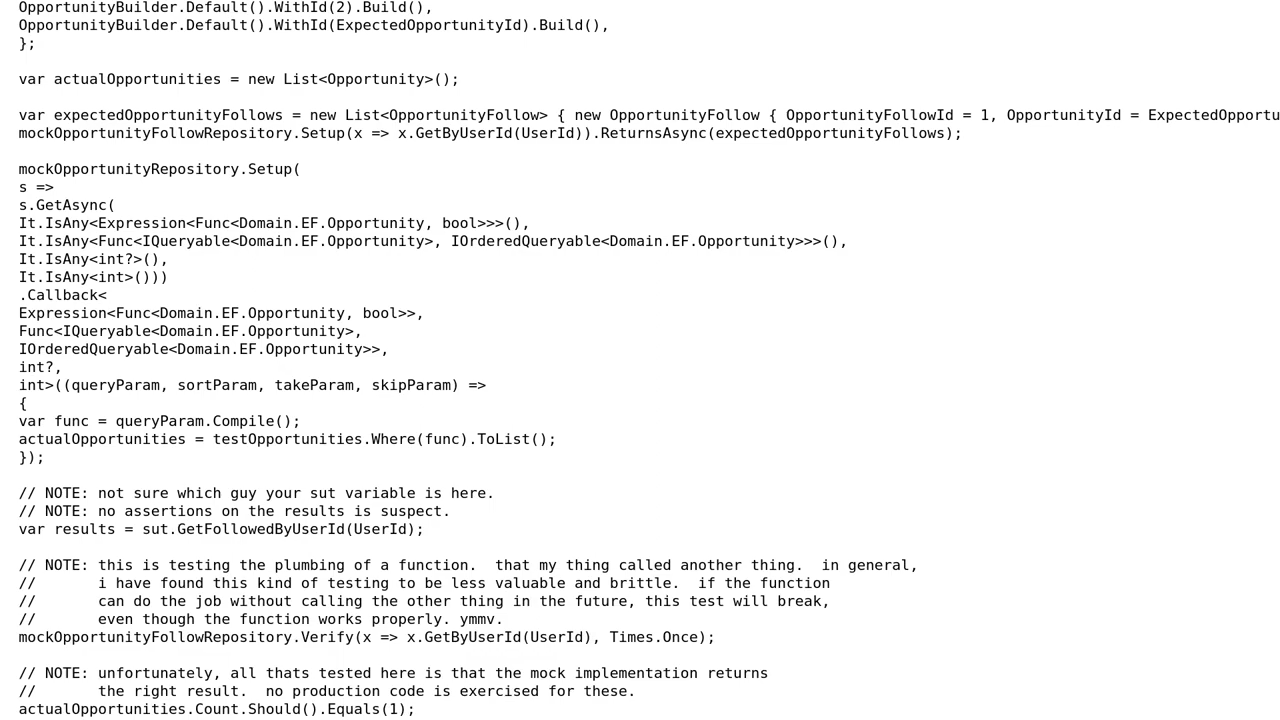 OpportunityBuilder.Default().WithId(2).Build(),
OpportunityBuilder.Default().WithId(ExpectedOpportunityId).Build(),
};
var actualOpportunities = new List<Opportunity>();
var expectedOpportunityFollows = new List<OpportunityFollow> { new OpportunityFollow { OpportunityFollowId = 1, OpportunityId = ExpectedOpportu
mockOpportunityFollowRepository.Setup(x => x.GetByUserId(UserId)).ReturnsAsync(expectedOpportunityFollows);
mockOpportunityRepository.Setup(
s =>
s.GetAsync(
It.IsAny<Expression<Func<Domain.EF.Opportunity, bool>>>(),
It.IsAny<Func<IQueryable<Domain.EF.Opportunity>, IOrderedQueryable<Domain.EF.Opportunity>>>(),
It.IsAny<int?>(),
It.IsAny<int>()))
.Callback<
Expression<Func<Domain.EF.Opportunity, bool>>,
Func<IQueryable<Domain.EF.Opportunity>,
IOrderedQueryable<Domain.EF.Opportunity>>,
int?,
int>((queryParam, sortParam, takeParam, skipParam) =>
{
var func = queryParam.Compile();
actualOpportunities = testOpportunities.Where(func).ToList();
});
// NOTE: not sure which guy your sut variable is here.
// NOTE: no assertions on the results is suspect.
var results = sut.GetFollowedByUserId(UserId);
// NOTE: this is testing the plumbing of a function.  that my thing called another thing.  in general,
//       i have found this kind of testing to be less valuable and brittle.  if the function
//       can do the job without calling the other thing in the future, this test will break,
//       even though the function works properly. ymmv.
mockOpportunityFollowRepository.Verify(x => x.GetByUserId(UserId), Times.Once);
// NOTE: unfortunately, all thats tested here is that the mock implementation returns
//       the right result.  no production code is exercised for these.
actualOpportunities.Count.Should().Equals(1);